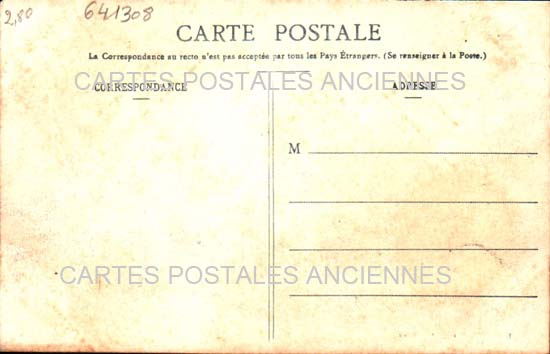 2,80
641308
CARTE POSTALE
La Correspondance au recto n'est pas acceptée par tous les Pays Étrangers. (Se renseigner à la Poste.)
CARTES POSTALES ANCIENNES
CORRESPONDANCE
ADRESSE
M
CARTES POSTALES ANCIENNES